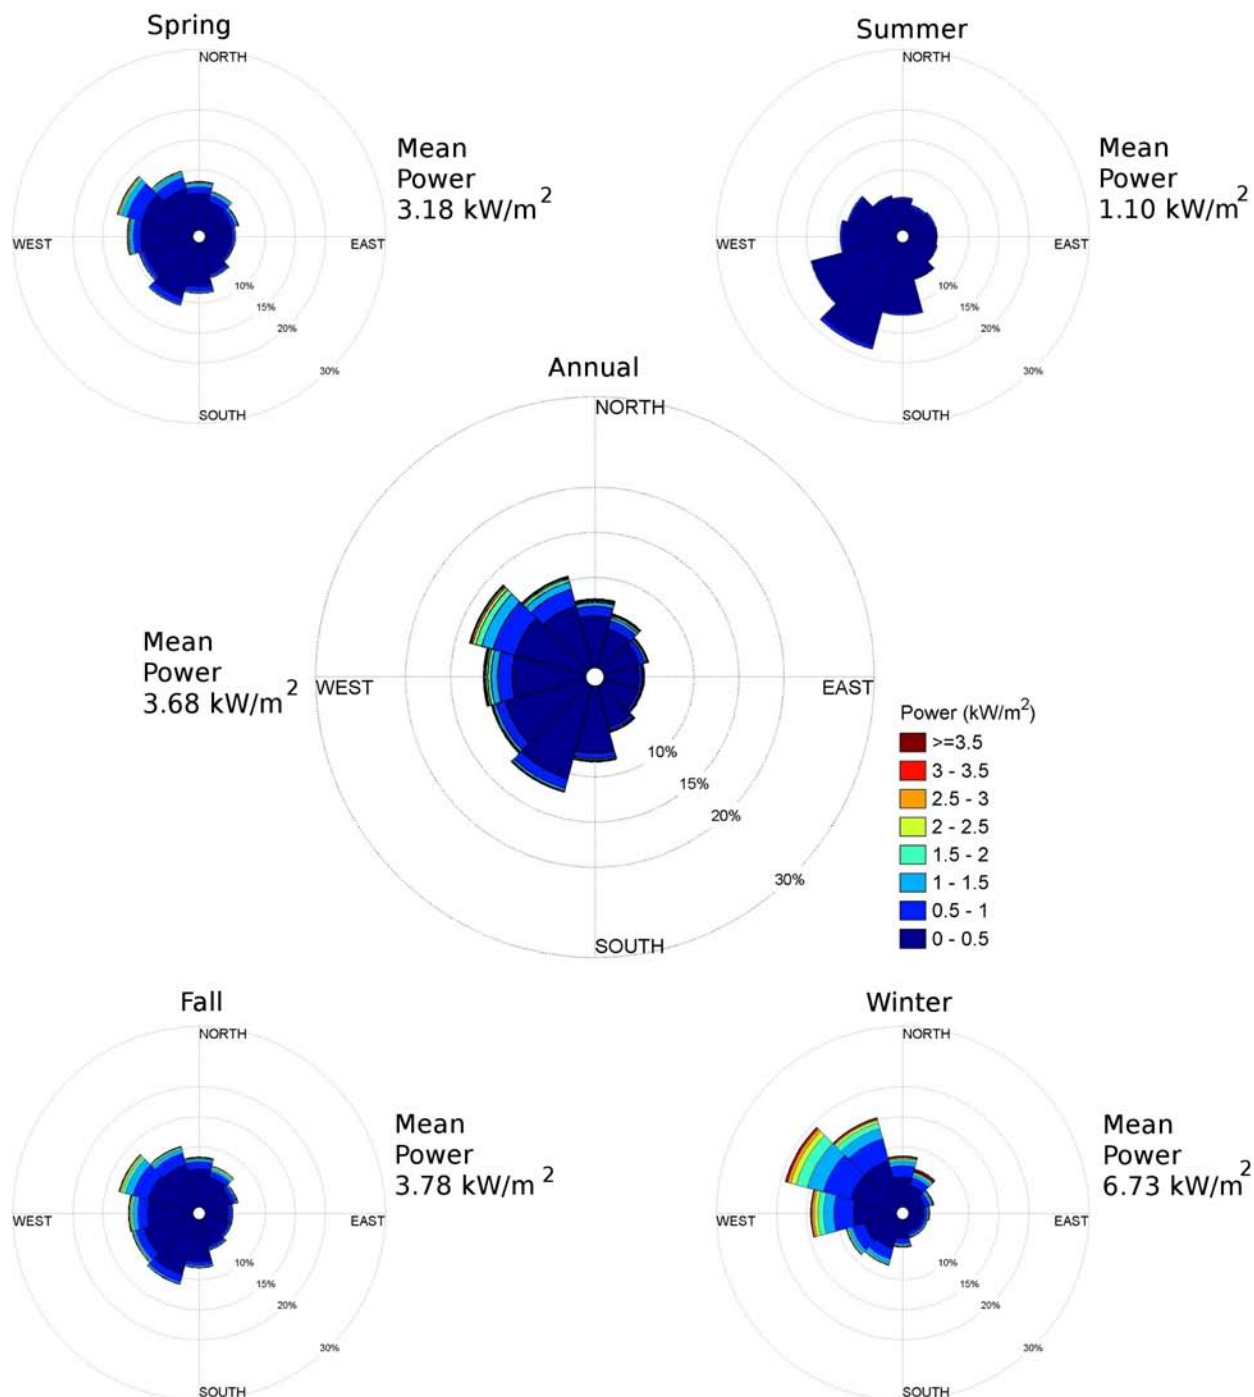 Spring
NORTH
WEST
EAST
SOUTH
10%
15%
20%
30%
Mean
Power
3.18 kW/m²
Summer
NORTH
WEST
EAST
SOUTH
10%
15%
20%
30%
Mean
Power
1.10 kW/m²
Annual
NORTH
WEST
EAST
SOUTH
10%
15%
20%
30%
Mean
Power
3.68 kW/m²
Power (kW/m²)
>=3.5
3 - 3.5
2.5 - 3
2 - 2.5
1.5 - 2
1 - 1.5
0.5 - 1
0 - 0.5
Fall
NORTH
WEST
EAST
SOUTH
10%
15%
20%
30%
Mean
Power
3.78 kW/m²
Winter
NORTH
WEST
EAST
SOUTH
10%
15%
20%
30%
Mean
Power
6.73 kW/m²